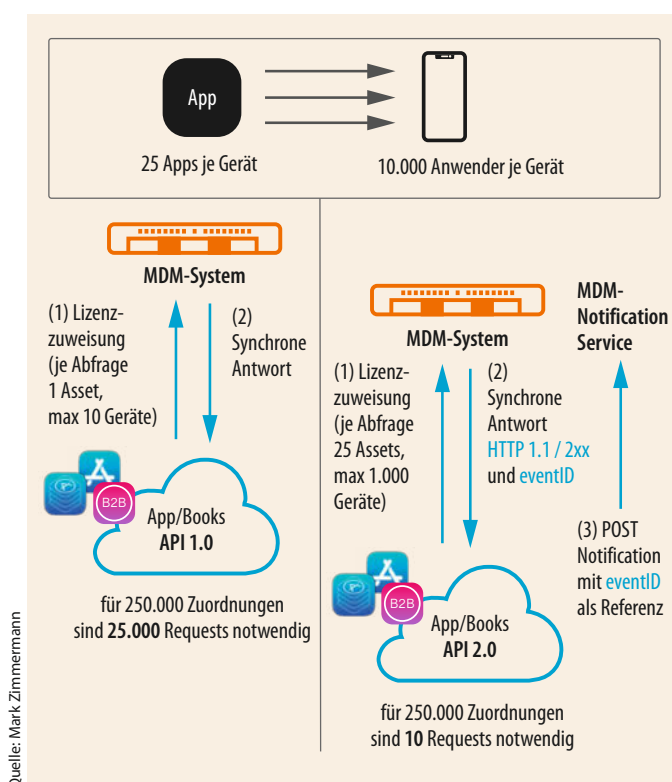 App
25 Apps je Gerät
10.000 Anwender je Gerät
MDM-System
(1) Lizenz-
zuweisung
(je Abfrage
1 Asset,
max 10 Geräte)
(2)
Synchrone
Antwort
B2B
App/Books
API 1.0
für 250.000 Zuordnungen
sind 25.000 Requests notwendig
MDM-System
(1) Lizenz-
zuweisung
(je Abfrage
25 Assets,
max 1.000
Geräte)
(2)
Synchrone
Antwort
HTTP 1.1 / 2xx
und eventID
MDM-
Notification
Service
(3) POST
Notification
mit eventID
als Referenz
B2B
App/Books
API 2.0
für 250.000 Zuordnungen
sind 10 Requests notwendig
Quelle: Mark Zimmermann